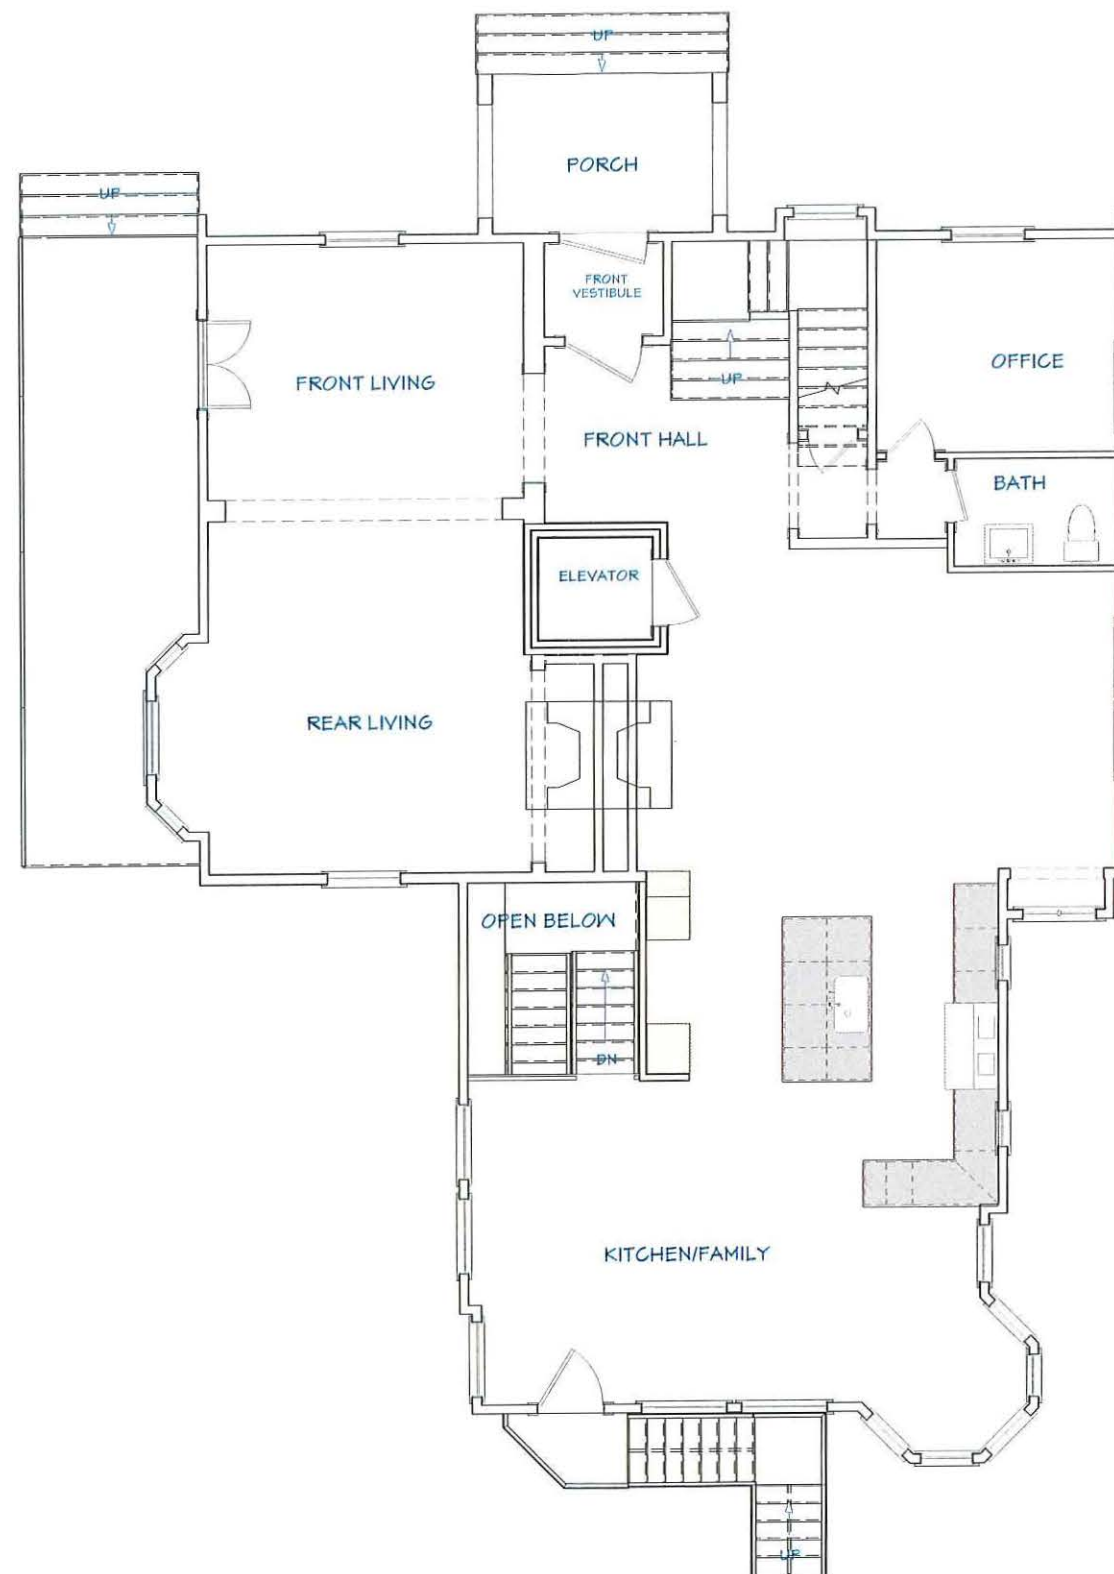 UP
PORCH
UP
FRONT
VESTIBULE
OFFICE
FRONT LIVING
UP
FRONT HALL
BATH
ELEVATOR
REAR LIVING
OPEN BELOW
DN
KITCHEN/FAMILY
UP